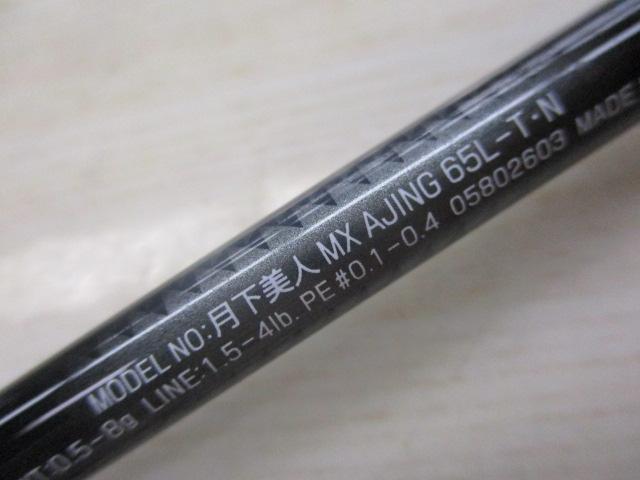 MODEL NO:月下美人 MX AJING 65L-T·N
T:0.5-8g LINE:1.5-4lb. PE #0.1-0.4 05802603 MADE